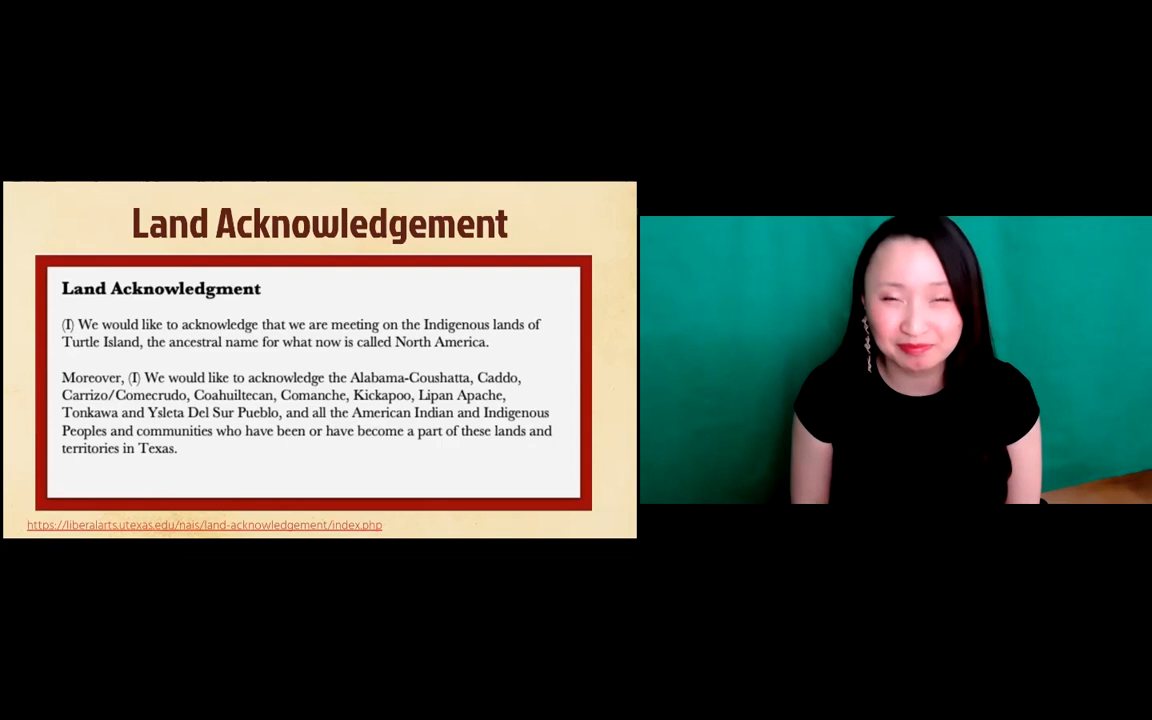 Land Acknowledgement
Land Acknowledgment
(I) We would like to acknowledge that we are meeting on the Indigenous lands of
Turtle Island, the ancestral name for what now is called North America.
Moreover, (I) We would like to acknowledge the Alabama-Coushatta, Caddo,
Carrizo/Comecrudo, Coahuiltecan, Comanche, Kickapoo, Lipan Apache,
Tonkawa and Ysleta Del Sur Pueblo, and all the American Indian and Indigenous
Peoples and communities who have been or have become a part of these lands and
territories in Texas.
https://liberalarts.utexas.edu/nais/land-acknowledgement/index.php